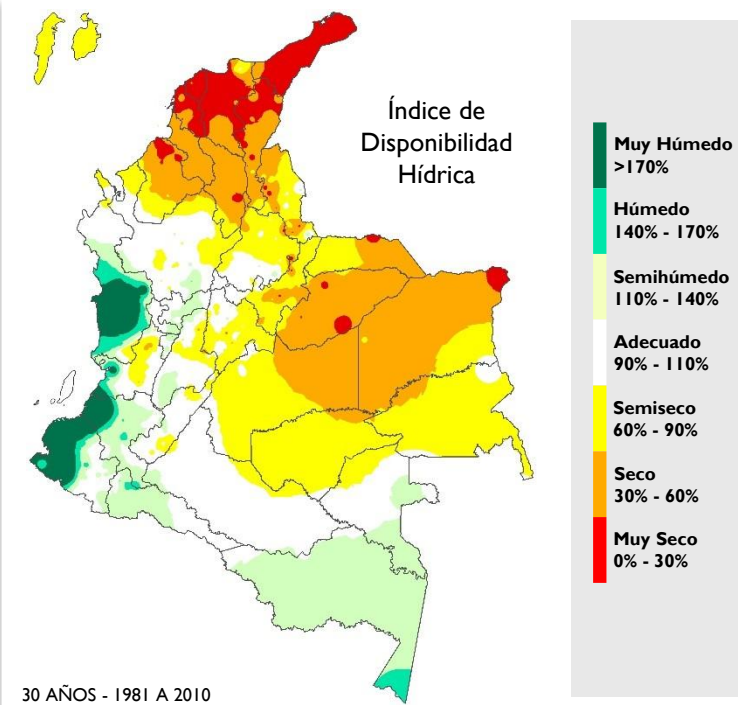 Índice de
Disponibilidad
Hídrica
Muy Húmedo
>170%
Húmedo
140% - 170%
Semihúmedo
110% - 140%
Adecuado
90% - 110%
Semiseco
60% - 90%
Seco
30% - 60%
Muy Seco
0% - 30%
30 AÑOS - 1981 A 2010